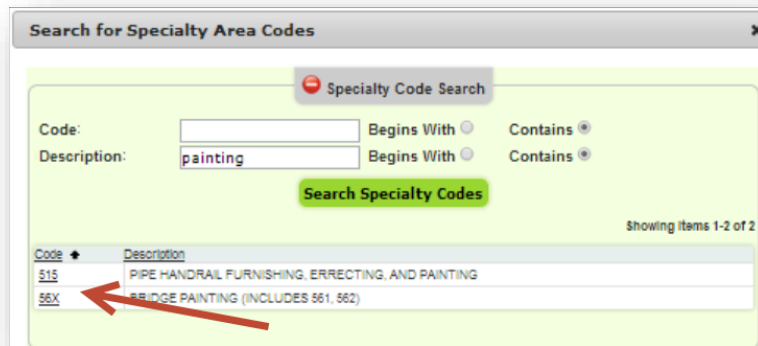 Search for Specialty Area Codes
Specialty Code Search
Code: Begins With Contains
Description: painting Begins With Contains
Search Specialty Codes
Showing Items 1-2 of 2
Code Description
515 PIPE HANDRAIL FURNISHING, ERRECTING, AND PAINTING
56X BRIDGE PAINTING (INCLUDES 561, 562)